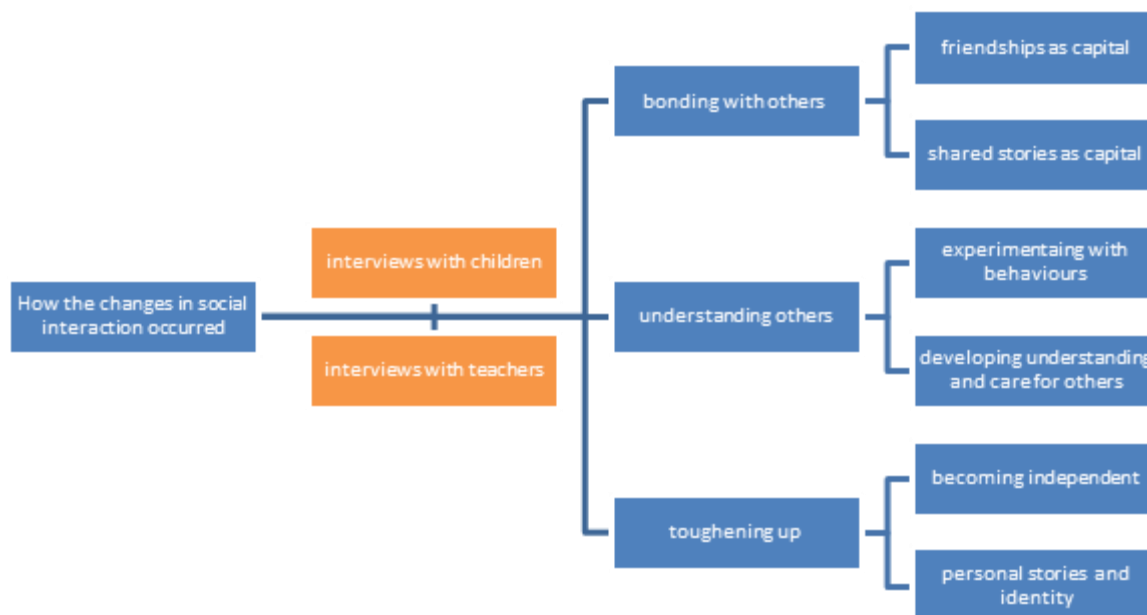 How the changes in social
interaction occurred
interviews with children
interviews with teachers
bonding with others
friendships as capital
shared stories as capital
understanding others
experimentaing with
behaviours
developing understanding
and care for others
toughening up
becoming independent
personal stories and
identity